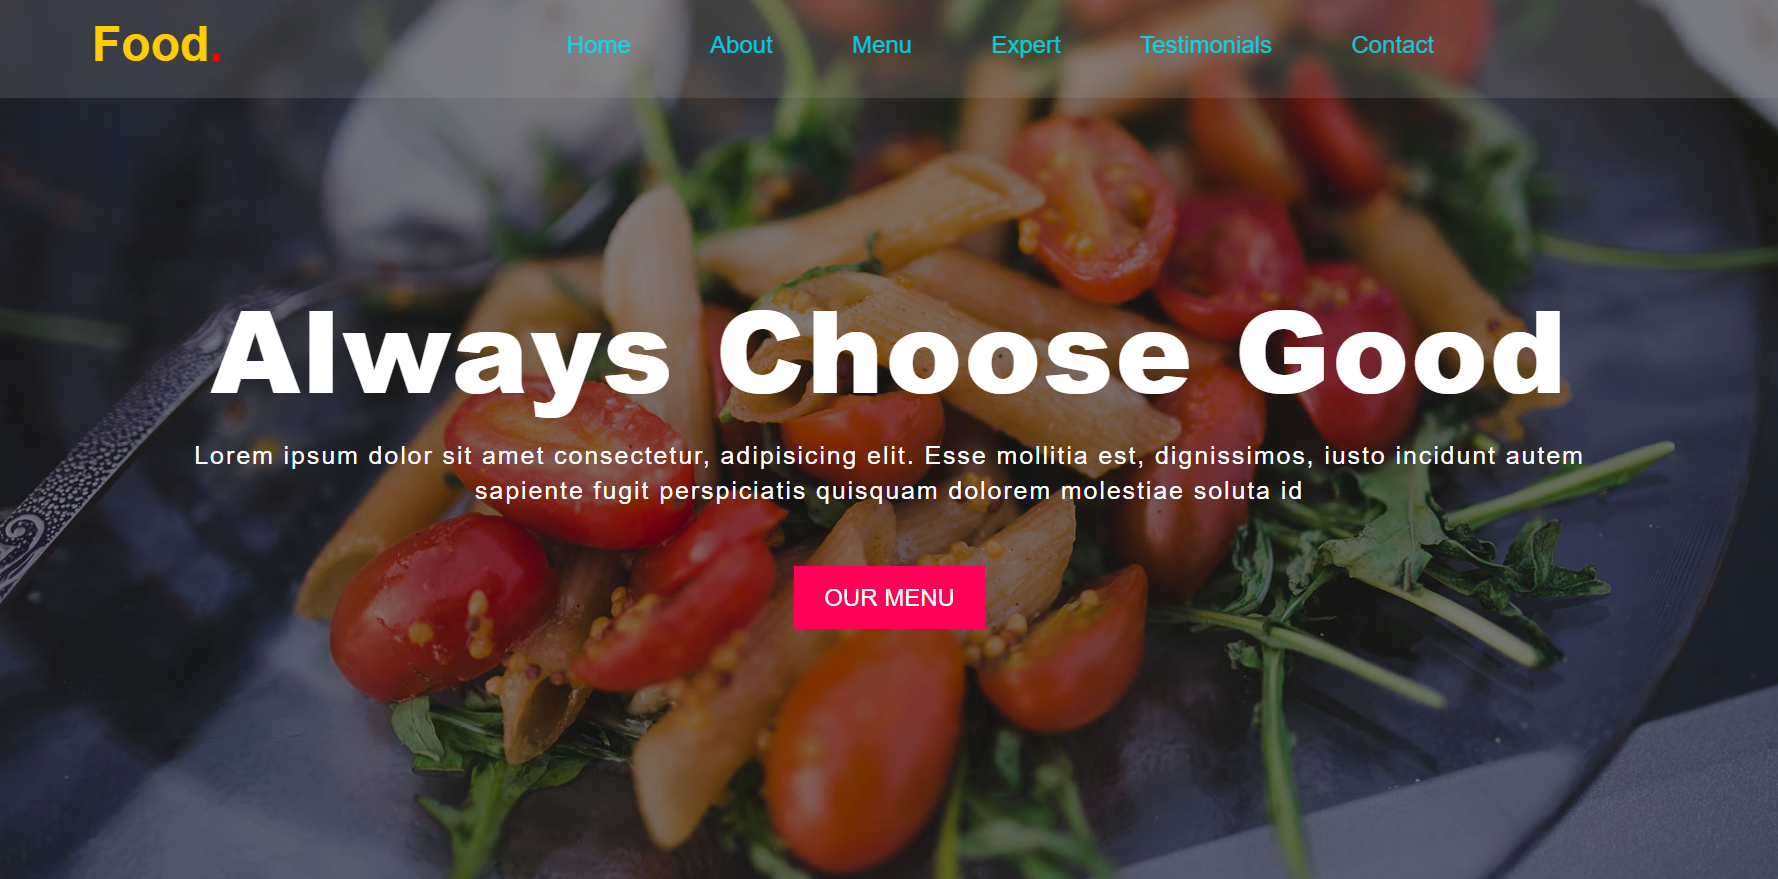 Food.
Home About Menu Expert Testimonials Contact
Always Choose Good
Lorem ipsum dolor sit amet consectetur, adipisicing elit. Esse mollitia est, dignissimos, iusto incidunt autem
sapiente fugit perspiciatis quisquam dolorem molestiae soluta id
OUR MENU